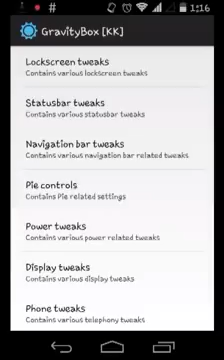 # 1:16
GravityBox [KK]
Lockscreen tweaks
Contains various lockscreen tweaks
Statusbar tweaks
Contains various statusbar tweaks
Navigation bar tweaks
Contains various navigation bar related tweaks
Pie controls
Contains Pie related settings
Power tweaks
Contains various power related tweaks
Display tweaks
Contains various display tweaks
Phone tweaks
Contains various telephony tweaks